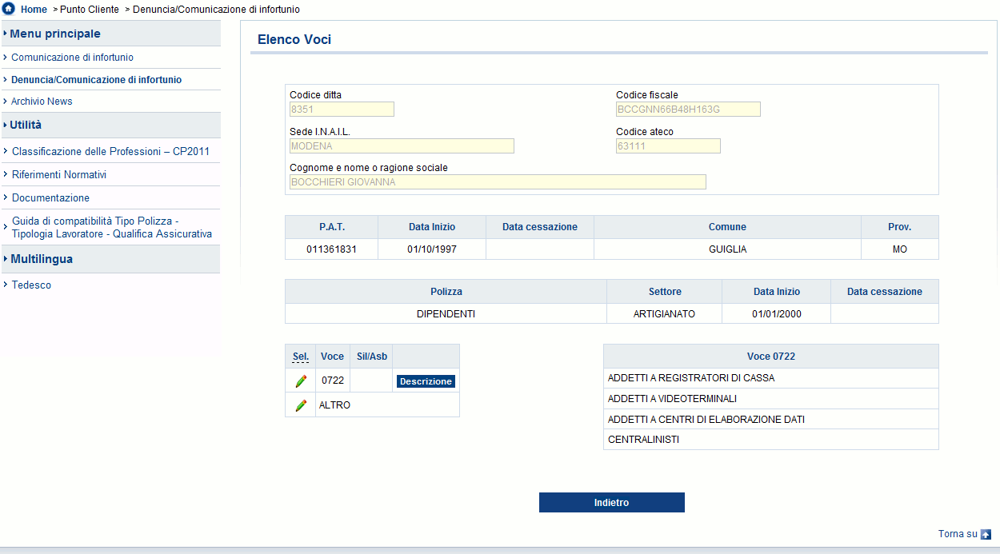 Home > Punto Cliente > Denuncia/Comunicazione di infortunio
Menu principale
Comunicazione di infortunio
Denuncia/Comunicazione di infortunio
Archivio News
Utilità
Classificazione delle Professioni – CP2011
Riferimenti Normativi
Documentazione
Guida di compatibilità Tipo Polizza -
Tipologia Lavoratore - Qualifica Assicurativa
Multilingua
Tedesco
Elenco Voci
Codice ditta Codice fiscale
8351 BCCGNN66B48H163G
Sede I.N.A.I.L. Codice ateco
MODENA 63111
Cognome e nome o ragione sociale
BOCCHIERI GIOVANNA
P.A.T. Data Inizio Data cessazione Comune Prov.
011361831 01/10/1997 GUIGLIA MO
Polizza Settore Data Inizio Data cessazione
DIPENDENTI ARTIGIANATO 01/01/2000
Sel. Voce Sil/Asb
0722 Descrizione
ALTRO
Voce 0722
ADDETTI A REGISTRATORI DI CASSA
ADDETTI A VIDEOTERMINALI
ADDETTI A CENTRI DI ELABORAZIONE DATI
CENTRALINISTI
Indietro
Torna su